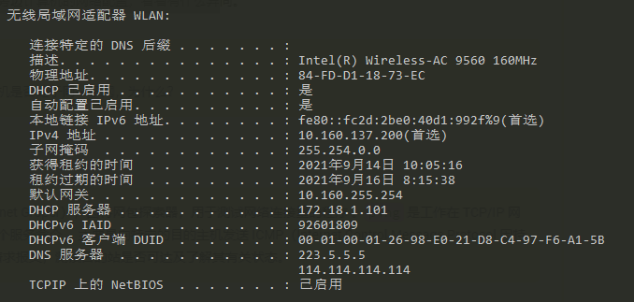 无线局域网适配器 WLAN:
连接特定的 DNS 后缀 . . . . . . . :
描述. . . . . . . . . . . . . . . : Intel(R) Wireless-AC 9560 160MHz
物理地址. . . . . . . . . . . . . : 84-FD-D1-18-73-EC
DHCP 已启用 . . . . . . . . . . . : 是
自动配置已启用. . . . . . . . . . : 是
本地链接 IPv6 地址. . . . . . . . : fe80::fc2d:2be0:40d1:992f%9(首选)
IPv4 地址 . . . . . . . . . . . . : 10.160.137.200(首选)
子网掩码 . . . . . . . . . . . . : 255.254.0.0
获得租约的时间 . . . . . . . . . : 2021年9月14日 10:05:16
租约过期的时间 . . . . . . . . . : 2021年9月16日 8:15:38
默认网关. . . . . . . . . . . . . : 10.160.255.254
DHCP 服务器 . . . . . . . . . . . : 172.18.1.101
DHCPv6 IAID . . . . . . . . . . . : 92601809
DHCPv6 客户端 DUID . . . . . . . : 00-01-00-01-26-98-E0-21-D8-C4-97-F6-A1-5B
DNS 服务器 . . . . . . . . . . . : 223.5.5.5
114.114.114.114
TCPIP 上的 NetBIOS . . . . . . . : 已启用